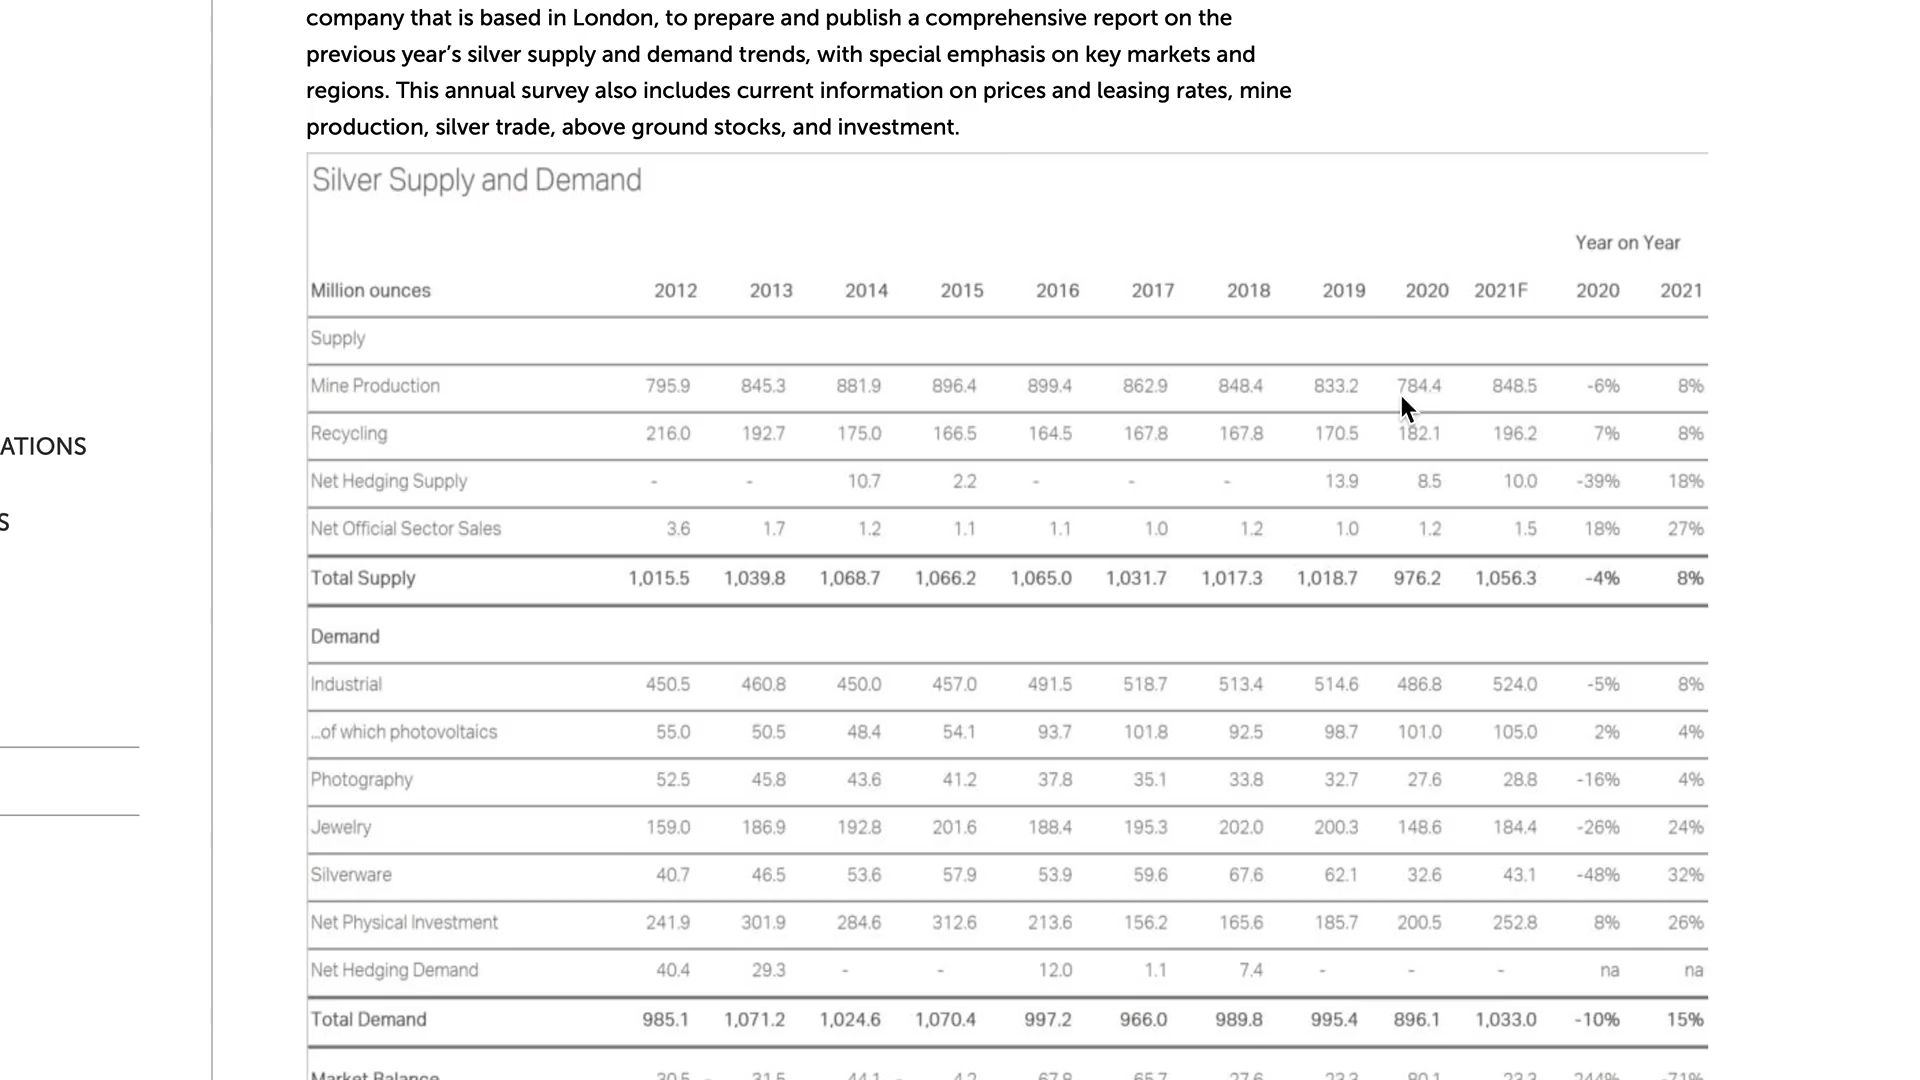 company that is based in London, to prepare and publish a comprehensive report on the
previous year's silver supply and demand trends, with special emphasis on key markets and
regions. This annual survey also includes current information on prices and leasing rates, mine
production, silver trade, above ground stocks, and investment.
Silver Supply and Demand
Year on Year
Million ounces 2012 2013 2014 2015 2016 2017 2018 2019 2020 2021F 2020 2021
Supply
Mine Production 795.9 845.3 881.9 896.4 899.4 862.9 848.4 833.2 784.4 848.5 -6% 8%
Recycling 216.0 192.7 175.0 166.5 164.5 167.8 167.8 170.5 182.1 196.2 7% 8%
ATIONS
Net Hedging Supply - - 10.7 2.2 - - - 13.9 8.5 10.0 -39% 18%
Net Official Sector Sales 3.6 1.7 1.2 1.1 1.1 1.0 1.2 1.0 1.2 1.5 18% 27%
S
Total Supply 1,015.5 1,039.8 1,068.7 1,066.2 1,065.0 1,031.7 1,017.3 1,018.7 976.2 1,056.3 -4% 8%
Demand
Industrial 450.5 460.8 450.0 457.0 491.5 518.7 513.4 514.6 486.8 524.0 -5% 8%
...of which photovoltaics 55.0 50.5 48.4 54.1 93.7 101.8 92.5 98.7 101.0 105.0 2% 4%
Photography 52.5 45.8 43.6 41.2 37.8 35.1 33.8 32.7 27.6 28.8 -16% 4%
Jewelry 159.0 186.9 192.8 201.6 188.4 195.3 202.0 200.3 148.6 184.4 -26% 24%
Silverware 40.7 46.5 53.6 57.9 53.9 59.6 67.6 62.1 32.6 43.1 -48% 32%
Net Physical Investment 241.9 301.9 284.6 312.6 213.6 156.2 165.6 185.7 200.5 252.8 8% 26%
Net Hedging Demand 40.4 29.3 - - 12.0 1.1 7.4 - - - na na
Total Demand 985.1 1,071.2 1,024.6 1,070.4 997.2 966.0 989.8 995.4 896.1 1,033.0 -10% 15%
Market Balance